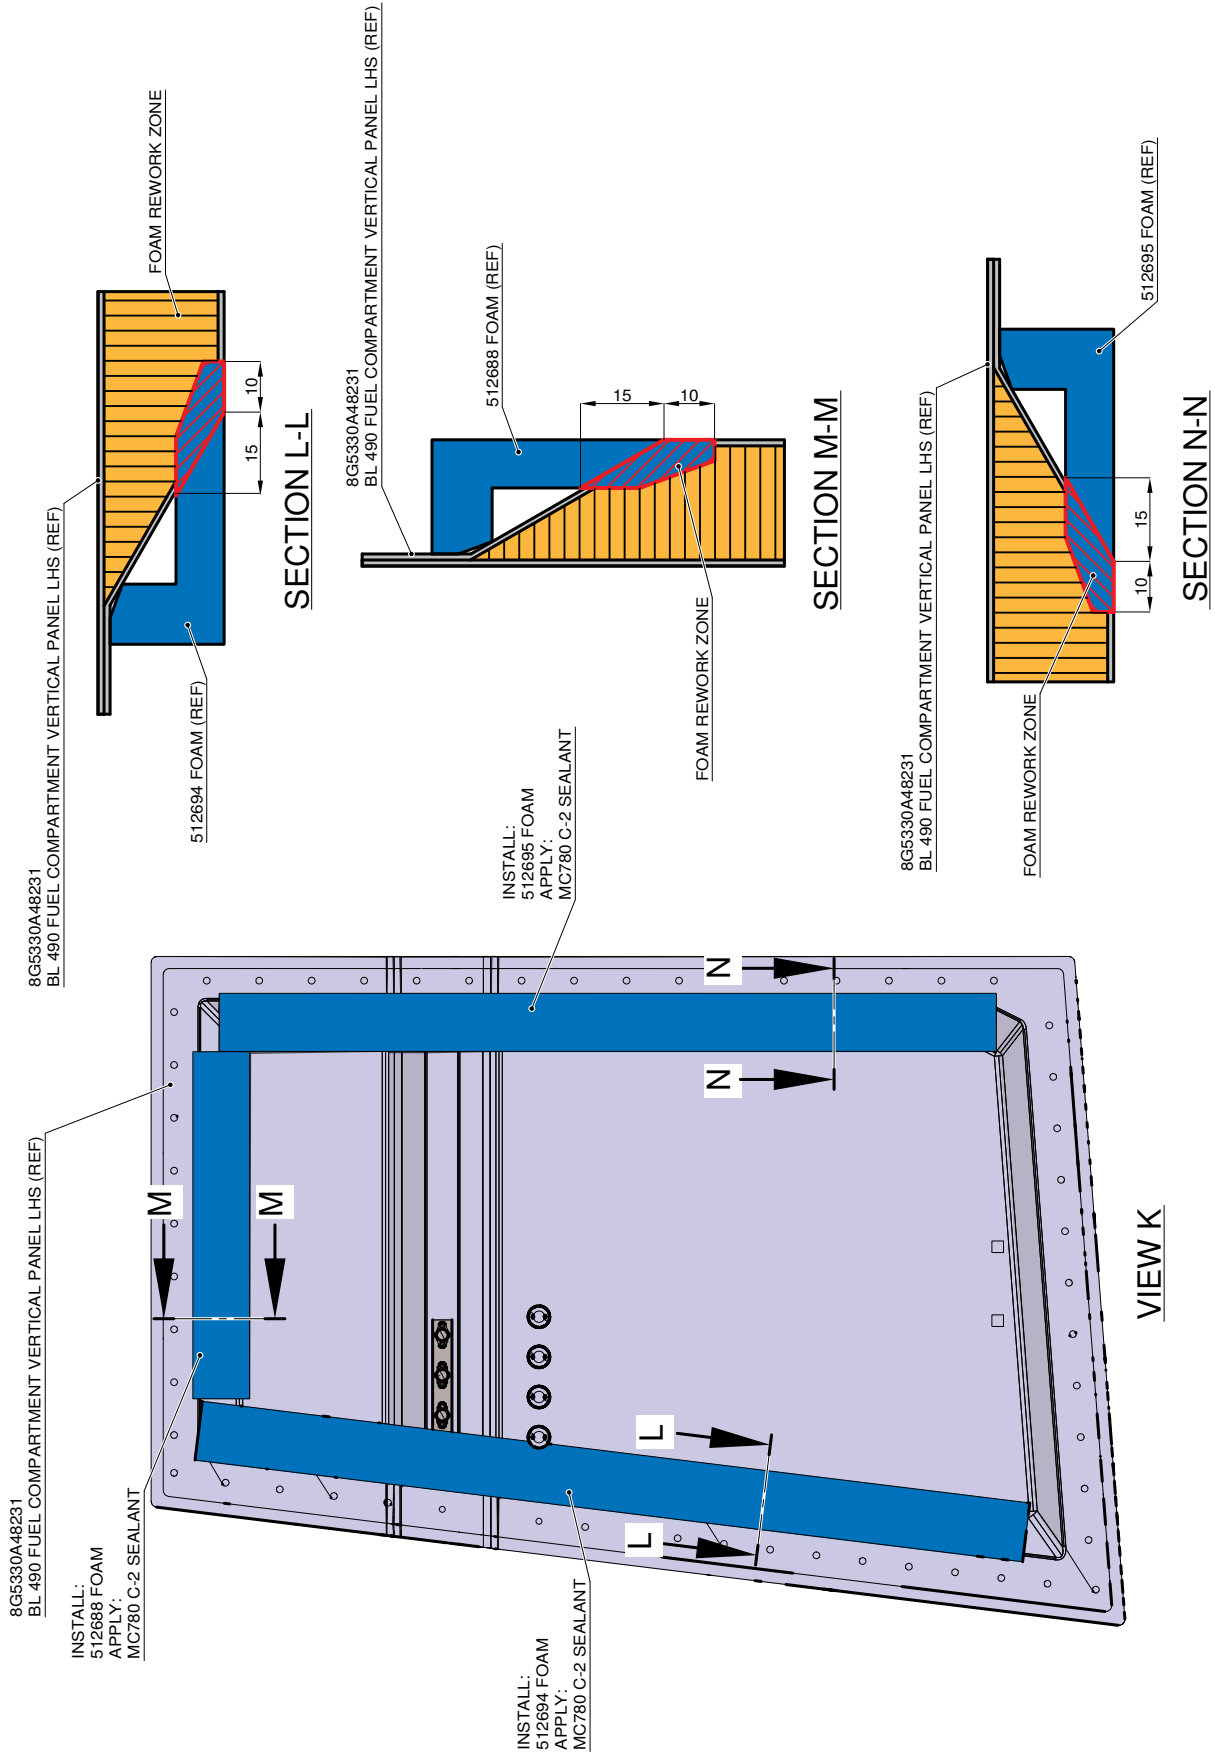 8G5330A48231
BL 490 FUEL COMPARTMENT VERTICAL PANEL LHS (REF)
FOAM REWORK ZONE
512694 FOAM (REF)
15
10
SECTION L-L
8G5330A48231
BL 490 FUEL COMPARTMENT VERTICAL PANEL LHS (REF)
512688 FOAM (REF)
15
10
FOAM REWORK ZONE
SECTION M-M
8G5330A48231
BL 490 FUEL COMPARTMENT VERTICAL PANEL LHS (REF)
FOAM REWORK ZONE
512695 FOAM (REF)
10
15
SECTION N-N
8G5330A48231
BL 490 FUEL COMPARTMENT VERTICAL PANEL LHS (REF)
INSTALL:
512688 FOAM
APPLY:
MC780 C-2 SEALANT
INSTALL:
512695 FOAM
APPLY:
MC780 C-2 SEALANT
INSTALL:
512694 FOAM
APPLY:
MC780 C-2 SEALANT
M
M
N
N
L
L
VIEW K